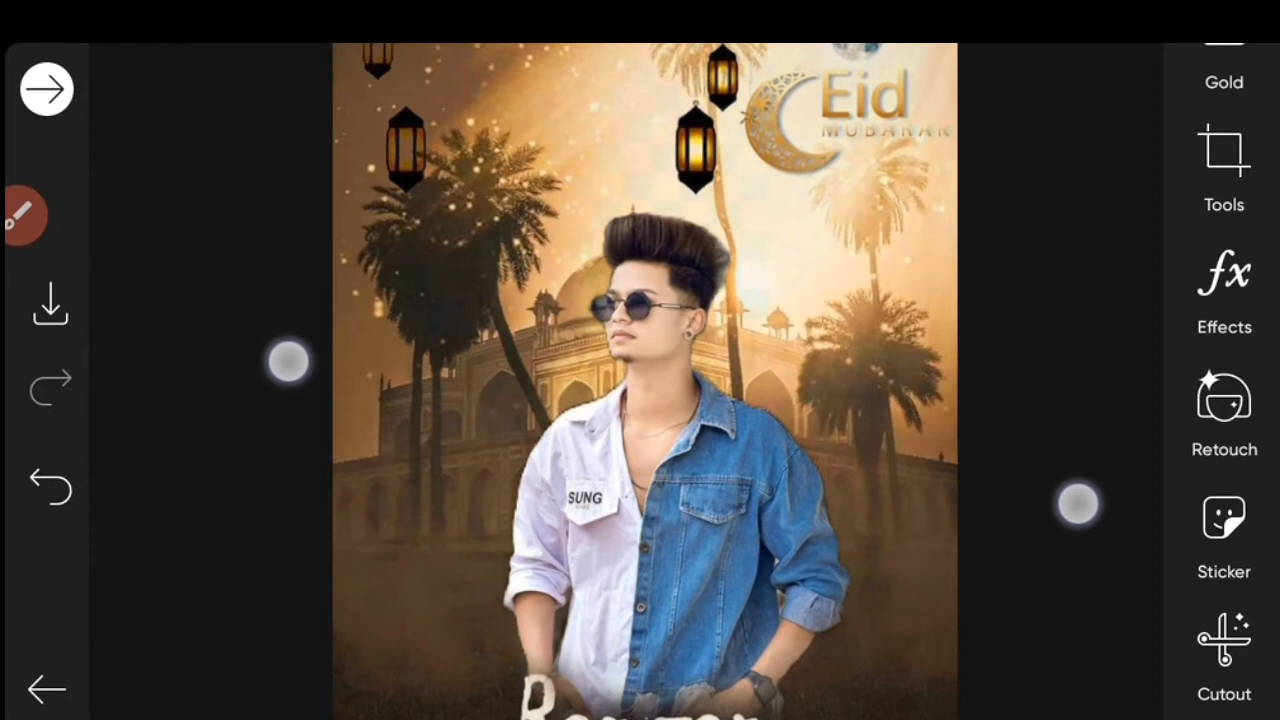 Gold
Eid
MUBARAK
Tools
Effects
Retouch
SUNG
Sticker
Cutout